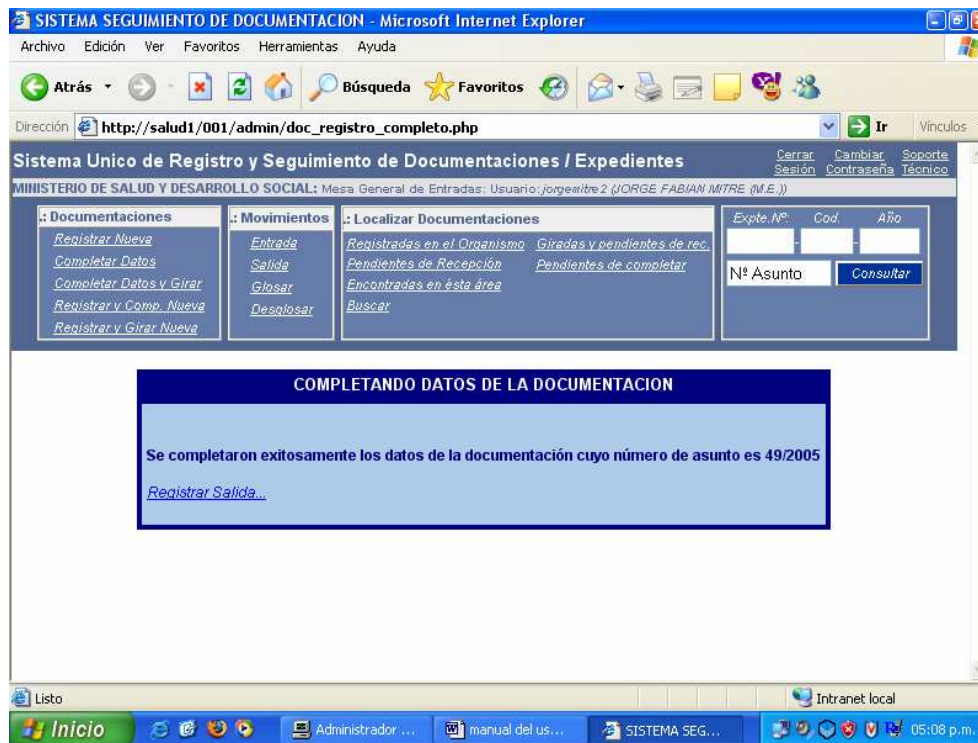 SISTEMA SEGUIMIENTO DE DOCUMENTACION - Microsoft Internet Explorer
Archivo Edición Ver Favoritos Herramientas Ayuda
Atrás Búsqueda Favoritos
Dirección http://salud1/001/admin/doc_registro_completo.php Ir Vínculos
Sistema Unico de Registro y Seguimiento de Documentaciones / Expedientes
Cerrar Sesión Cambiar Contraseña Soporte Técnico
MINISTERIO DE SALUD Y DESARROLLO SOCIAL: Mesa General de Entradas: Usuario: jorgemitre2 (JORGE FABIAN MITRE (M.E.))
.: Documentaciones
Registrar Nueva
Completar Datos
Completar Datos y Girar
Registrar y Comp. Nueva
Registrar y Girar Nueva
.: Movimientos
Entrada
Salida
Glosar
Desglosar
.: Localizar Documentaciones
Registradas en el Organismo Giradas y pendientes de rec.
Pendientes de Recepción Pendientes de completar
Encontradas en ésta área
Buscar
Expte.Nº. Cod. Año
- -
Nº Asunto Consultar
COMPLETANDO DATOS DE LA DOCUMENTACION
Se completaron exitosamente los datos de la documentación cuyo número de asunto es 49/2005
Registrar Salida...
Listo Intranet local
Inicio Administrador ... manual del us... SISTEMA SEG... 05:08 p.m.